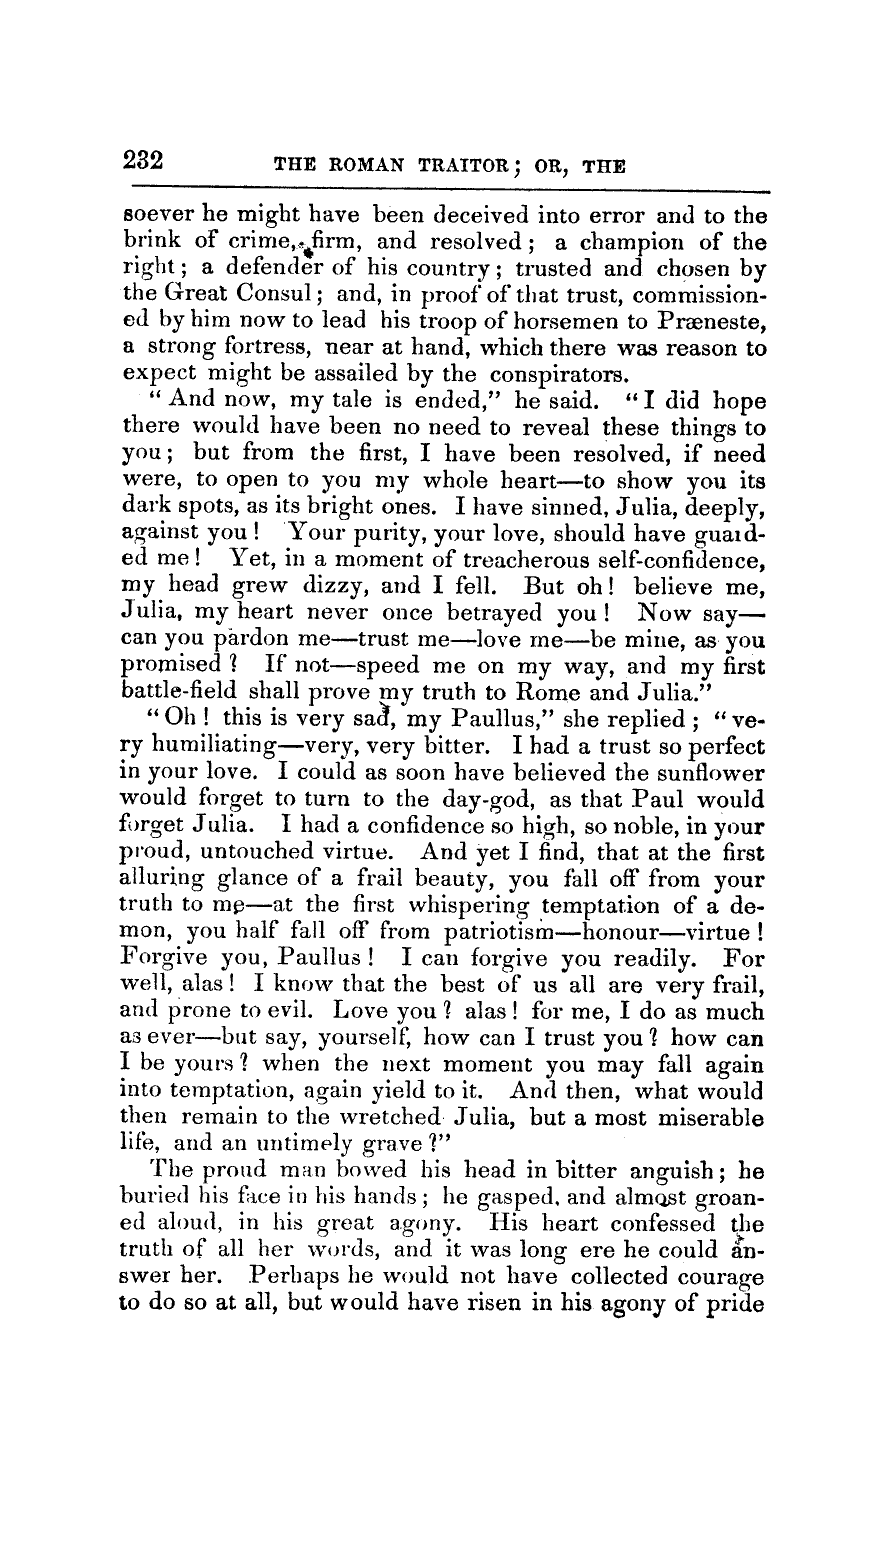 232 THE ROMAN TRAITOR; OR, THE
soever he might have been deceived into error and to the
brink of crime, firm, and resolved; a champion of the
right; a defender of his country; trusted and chosen by
the Great Consul; and, in proof of that trust, commission-
ed by him now to lead his troop of horsemen to Præneste,
a strong fortress, near at hand, which there was reason to
expect might be assailed by the conspirators.
"And now, my tale is ended," he said. "I did hope
there would have been no need to reveal these things to
you; but from the first, I have been resolved, if need
were, to open to you my whole heart—to show you its
dark spots, as its bright ones. I have sinned, Julia, deeply,
against you! Your purity, your love, should have guard-
ed me! Yet, in a moment of treacherous self-confidence,
my head grew dizzy, and I fell. But oh! believe me,
Julia, my heart never once betrayed you! Now say—
can you pardon me—trust me—love me—be mine, as you
promised? If not—speed me on my way, and my first
battle-field shall prove my truth to Rome and Julia."
"Oh! this is very sad, my Paullus," she replied; "ve-
ry humiliating—very, very bitter. I had a trust so perfect
in your love. I could as soon have believed the sunflower
would forget to turn to the day-god, as that Paul would
forget Julia. I had a confidence so high, so noble, in your
proud, untouched virtue. And yet I find, that at the first
alluring glance of a frail beauty, you fall off from your
truth to me—at the first whispering temptation of a de-
mon, you half fall off from patriotism—honour—virtue!
Forgive you, Paullus! I can forgive you readily. For
well, alas! I know that the best of us all are very frail,
and prone to evil. Love you? alas! for me, I do as much
as ever—but say, yourself, how can I trust you? how can
I be yours? when the next moment you may fall again
into temptation, again yield to it. And then, what would
then remain to the wretched Julia, but a most miserable
life, and an untimely grave?"
The proud man bowed his head in bitter anguish; he
buried his face in his hands; he gasped, and almost groan-
ed aloud, in his great agony. His heart confessed the
truth of all her words, and it was long ere he could an-
swer her. Perhaps he would not have collected courage
to do so at all, but would have risen in his agony of pride